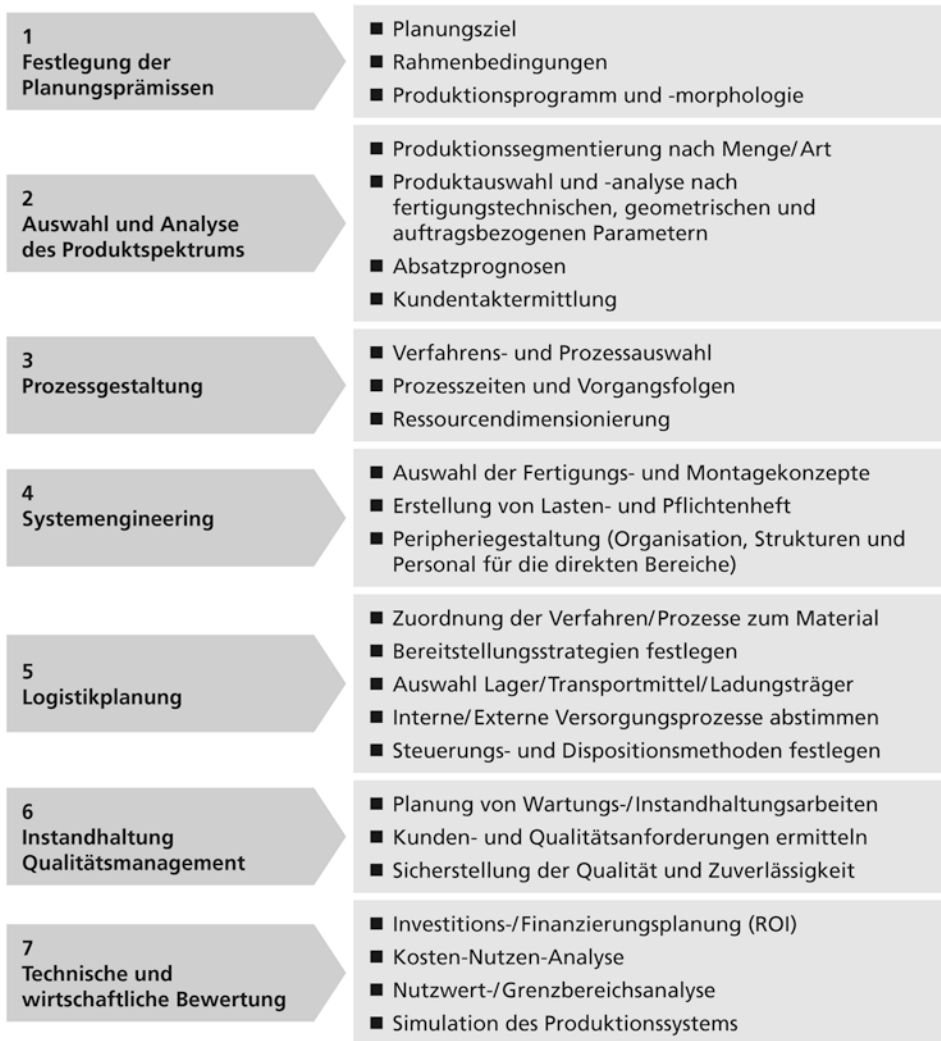 1
Festlegung der
Planungsprämissen
■ Planungsziel
■ Rahmenbedingungen
■ Produktionsprogramm und -morphologie
2
Auswahl und Analyse
des Produktspektrums
■ Produktionssegmentierung nach Menge/Art
■ Produktauswahl und -analyse nach
fertigungstechnischen, geometrischen und
auftragsbezogenen Parametern
■ Absatzprognosen
■ Kundentaktermittlung
3
Prozessgestaltung
■ Verfahrens- und Prozessauswahl
■ Prozesszeiten und Vorgangsfolgen
■ Ressourcendimensionierung
4
Systemengineering
■ Auswahl der Fertigungs- und Montagekonzepte
■ Erstellung von Lasten- und Pflichtenheft
■ Peripheriegestaltung (Organisation, Strukturen und
Personal für die direkten Bereiche)
5
Logistikplanung
■ Zuordnung der Verfahren/Prozesse zum Material
■ Bereitstellungsstrategien festlegen
■ Auswahl Lager/Transportmittel/Ladungsträger
■ Interne/Externe Versorgungsprozesse abstimmen
■ Steuerungs- und Dispositionsmethoden festlegen
6
Instandhaltung
Qualitätsmanagement
■ Planung von Wartungs-/Instandhaltungsarbeiten
■ Kunden- und Qualitätsanforderungen ermitteln
■ Sicherstellung der Qualität und Zuverlässigkeit
7
Technische und
wirtschaftliche Bewertung
■ Investitions-/Finanzierungsplanung (ROI)
■ Kosten-Nutzen-Analyse
■ Nutzwert-/Grenzbereichsanalyse
■ Simulation des Produktionssystems